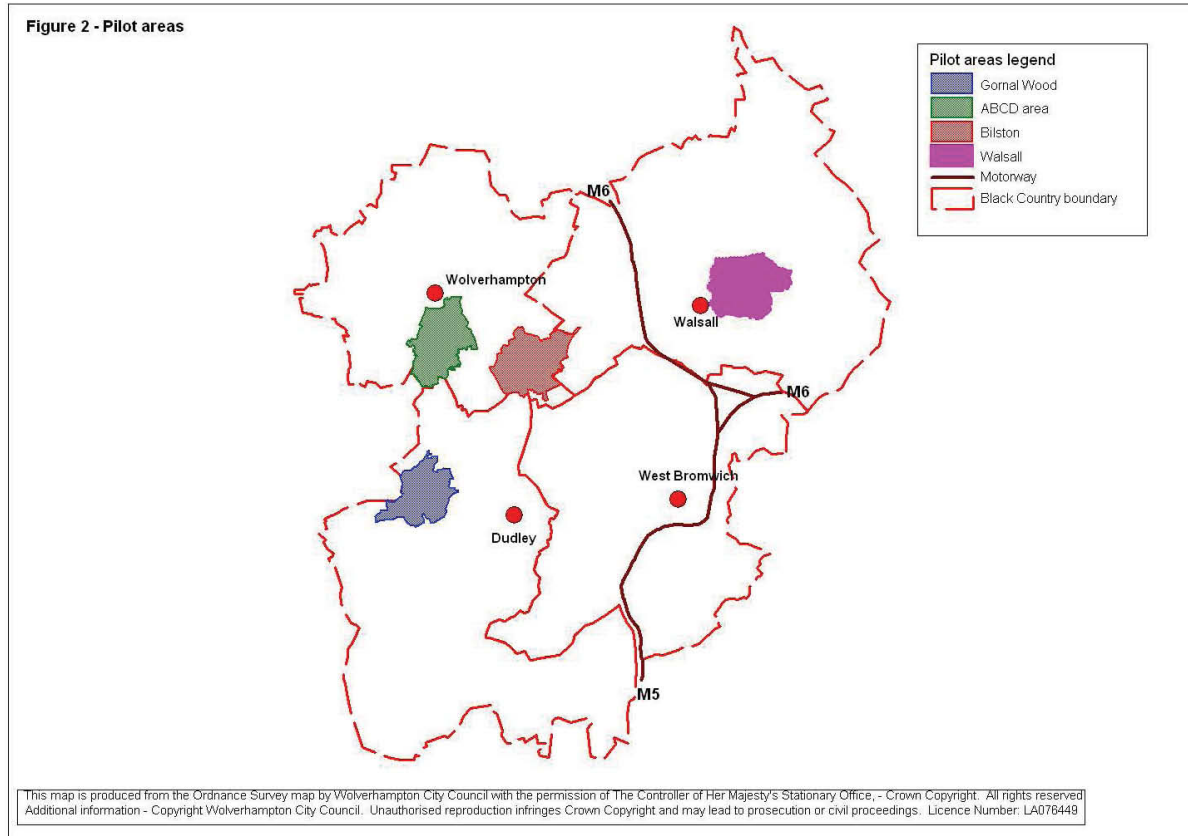 Figure 2 - Pilot areas
Pilot areas legend
Gornal Wood
ABCD area
Bilston
Walsall
Motorway
Black Country boundary
M6
Wolverhampton
Walsall
M6
West Bromwich
Dudley
M5
This map is produced from the Ordnance Survey map by Wolverhampton City Council with the permission of The Controller of Her Majesty's Stationary Office, - Crown Copyright. All rights reserved
Additional information - Copyright Wolverhampton City Council. Unauthorised reproduction infringes Crown Copyright and may lead to prosecution or civil proceedings. Licence Number: LA076449